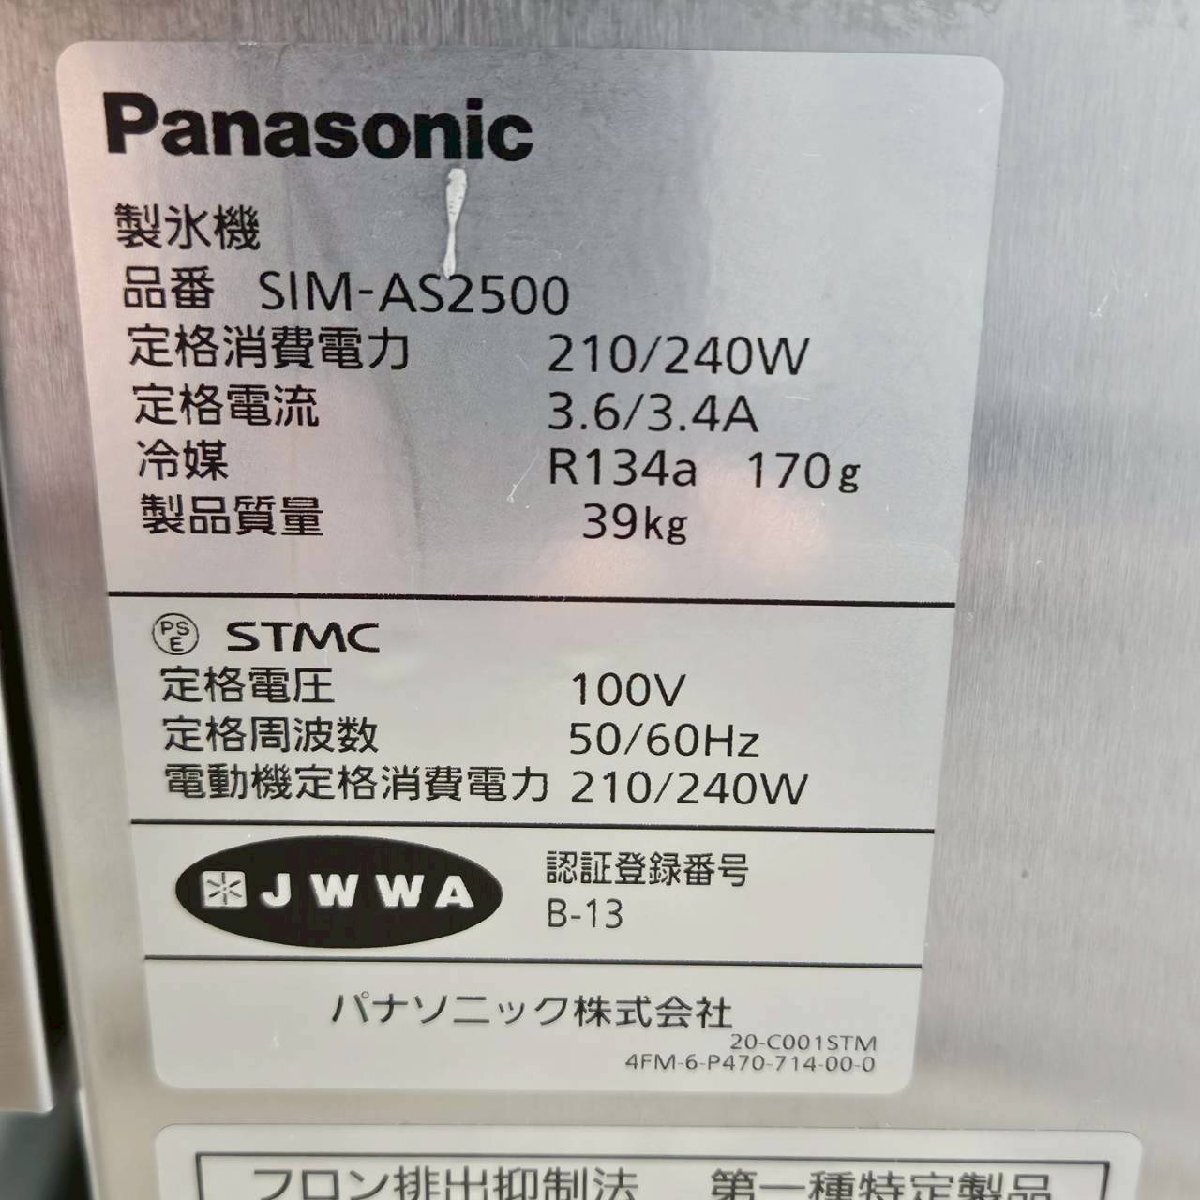 Panasonic
製氷機
品番 SIM-AS2500
定格消費電力 210/240W
定格電流 3.6/3.4A
冷媒 R134a 170g
製品質量 39kg
PSE STMC
定格電圧 100V
定格周波数 50/60Hz
電動機定格消費電力 210/240W
JWWA
認証登録番号
B-13
パナソニック株式会社
20-C001STM
4FM-6-P470-714-00-0
フロン排出抑制法 第一種特定製品